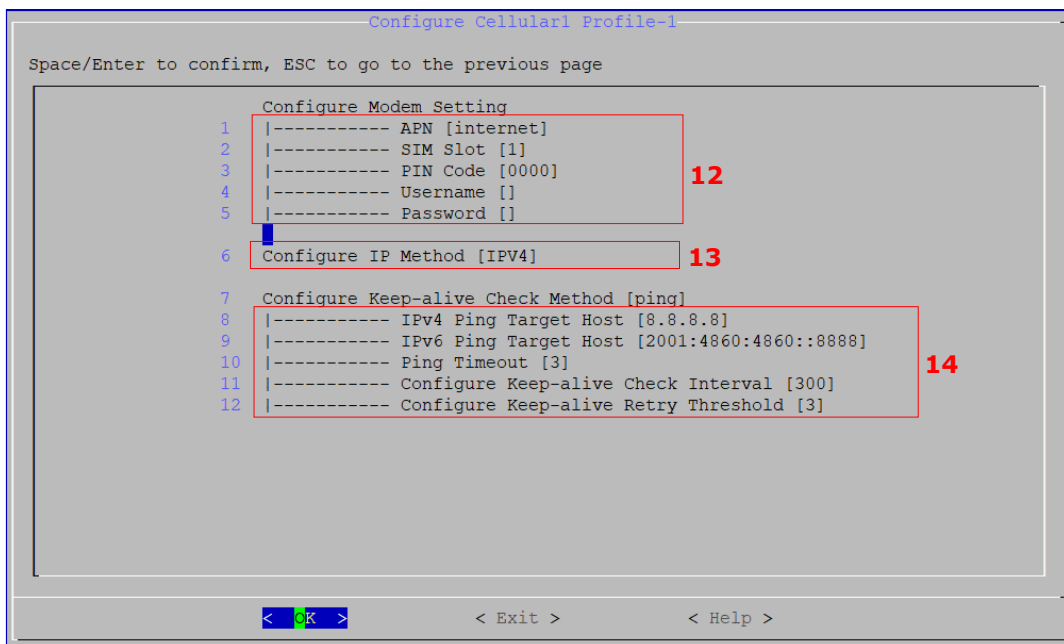 Configure Cellular1 Profile-1
Space/Enter to confirm, ESC to go to the previous page
Configure Modem Setting
1 |----------- APN [internet]
2 |----------- SIM Slot [1]
3 |----------- PIN Code [0000]
12
4 |----------- Username []
5 |----------- Password []
6 Configure IP Method [IPV4] 13
7 Configure Keep-alive Check Method [ping]
8 |----------- IPv4 Ping Target Host [8.8.8.8]
9 |----------- IPv6 Ping Target Host [2001:4860:4860::8888]
10 |----------- Ping Timeout [3] 14
11 |----------- Configure Keep-alive Check Interval [300]
12 |----------- Configure Keep-alive Retry Threshold [3]
< OK > < Exit > < Help >